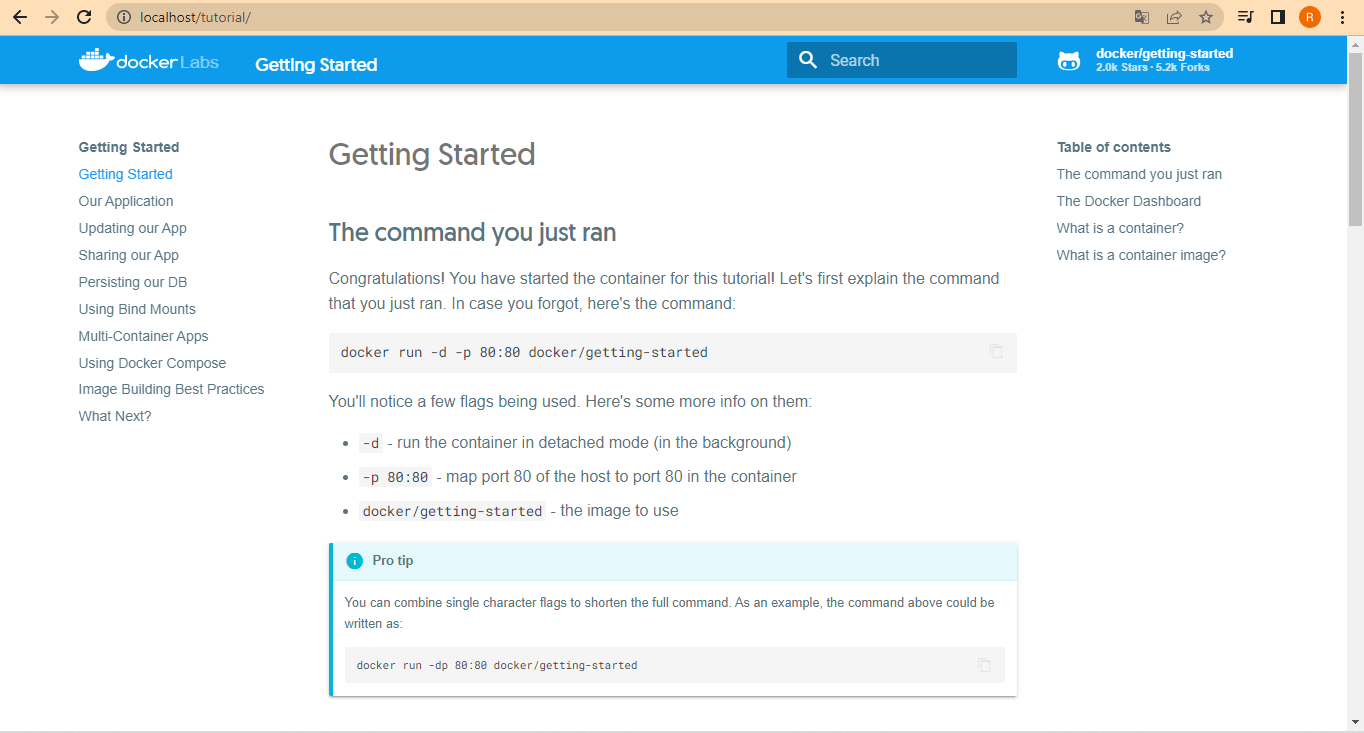 localhost/tutorial/
R
docker Labs
Getting Started
Search
docker/getting-started
2.0k Stars · 5.2k Forks
Getting Started
Getting Started
Our Application
Updating our App
Sharing our App
Persisting our DB
Using Bind Mounts
Multi-Container Apps
Using Docker Compose
Image Building Best Practices
What Next?
Getting Started
The command you just ran
Congratulations! You have started the container for this tutorial! Let's first explain the command
that you just ran. In case you forgot, here's the command:
docker run -d -p 80:80 docker/getting-started
You'll notice a few flags being used. Here's some more info on them:
• -d - run the container in detached mode (in the background)
• -p 80:80 - map port 80 of the host to port 80 in the container
• docker/getting-started - the image to use
Pro tip
You can combine single character flags to shorten the full command. As an example, the command above could be
written as:
docker run -dp 80:80 docker/getting-started
Table of contents
The command you just ran
The Docker Dashboard
What is a container?
What is a container image?